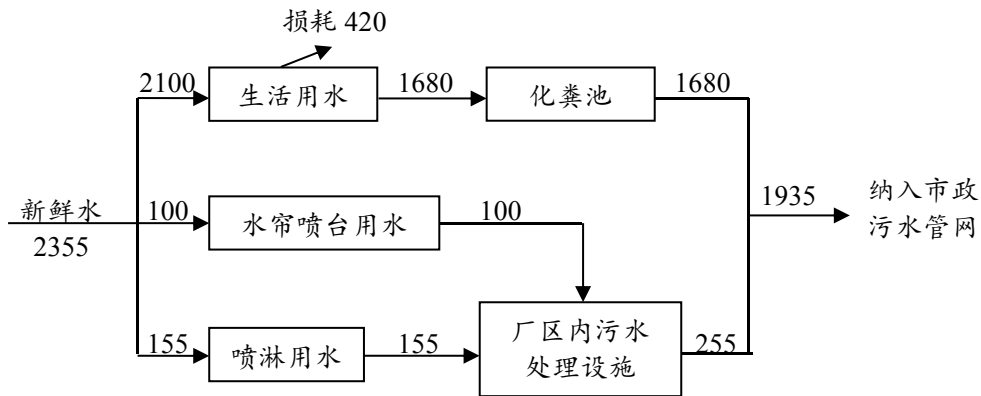 损耗 420
2100
生活用水
1680
化粪池
1680
新鲜水
2355
100
水帘喷台用水
100
1935
纳入市政
污水管网
155
喷淋用水
155
厂区内污水
处理设施
255